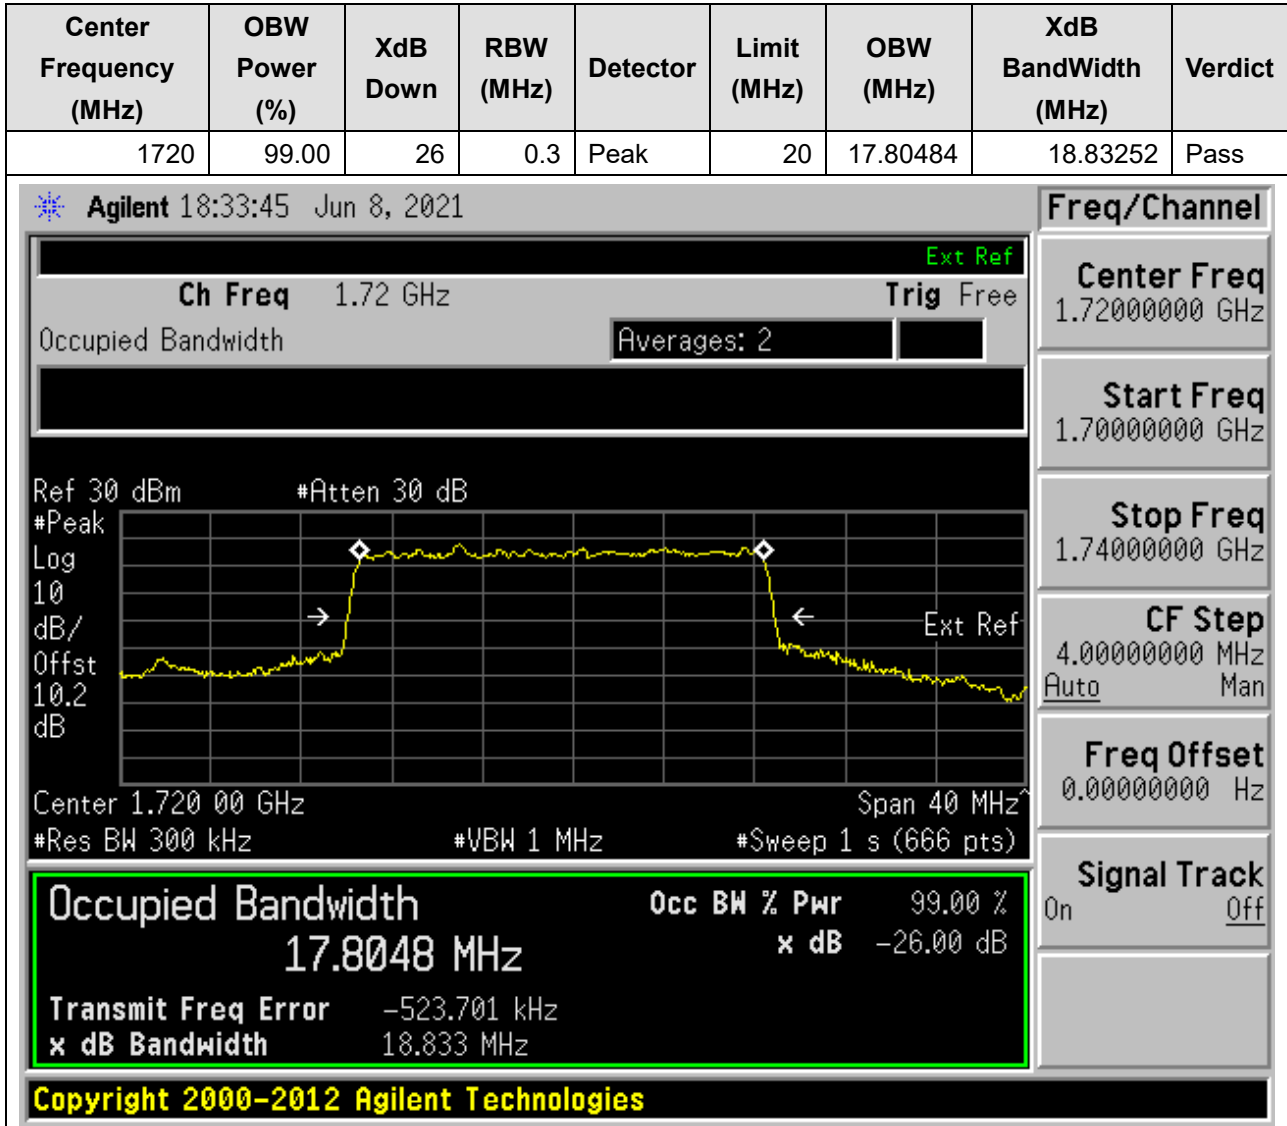 Center Frequency (MHz) OBW Power (%) XdB Down RBW (MHz) Detector Limit (MHz) OBW (MHz) XdB BandWidth (MHz) Verdict
1720 99.00 26 0.3 Peak 20 17.80484 18.83252 Pass
Agilent 18:33:45 Jun 8, 2021
Freq/Channel
Ext Ref
Ch Freq 1.72 GHz Trig Free
Occupied Bandwidth Averages: 2
Center Freq
1.72000000 GHz
Start Freq
1.70000000 GHz
Stop Freq
1.74000000 GHz
CF Step
4.00000000 MHz
Auto Man
Freq Offset
0.00000000 Hz
Signal Track
On Off
Ref 30 dBm #Atten 30 dB
#Peak
Log
10
dB/
Offst
10.2
dB
Ext Ref
Center 1.720 00 GHz Span 40 MHz^
#Res BW 300 kHz #VBW 1 MHz #Sweep 1 s (666 pts)
Occupied Bandwidth Occ BW % Pwr 99.00 %
17.8048 MHz x dB -26.00 dB
Transmit Freq Error -523.701 kHz
x dB Bandwidth 18.833 MHz
Copyright 2000-2012 Agilent Technologies